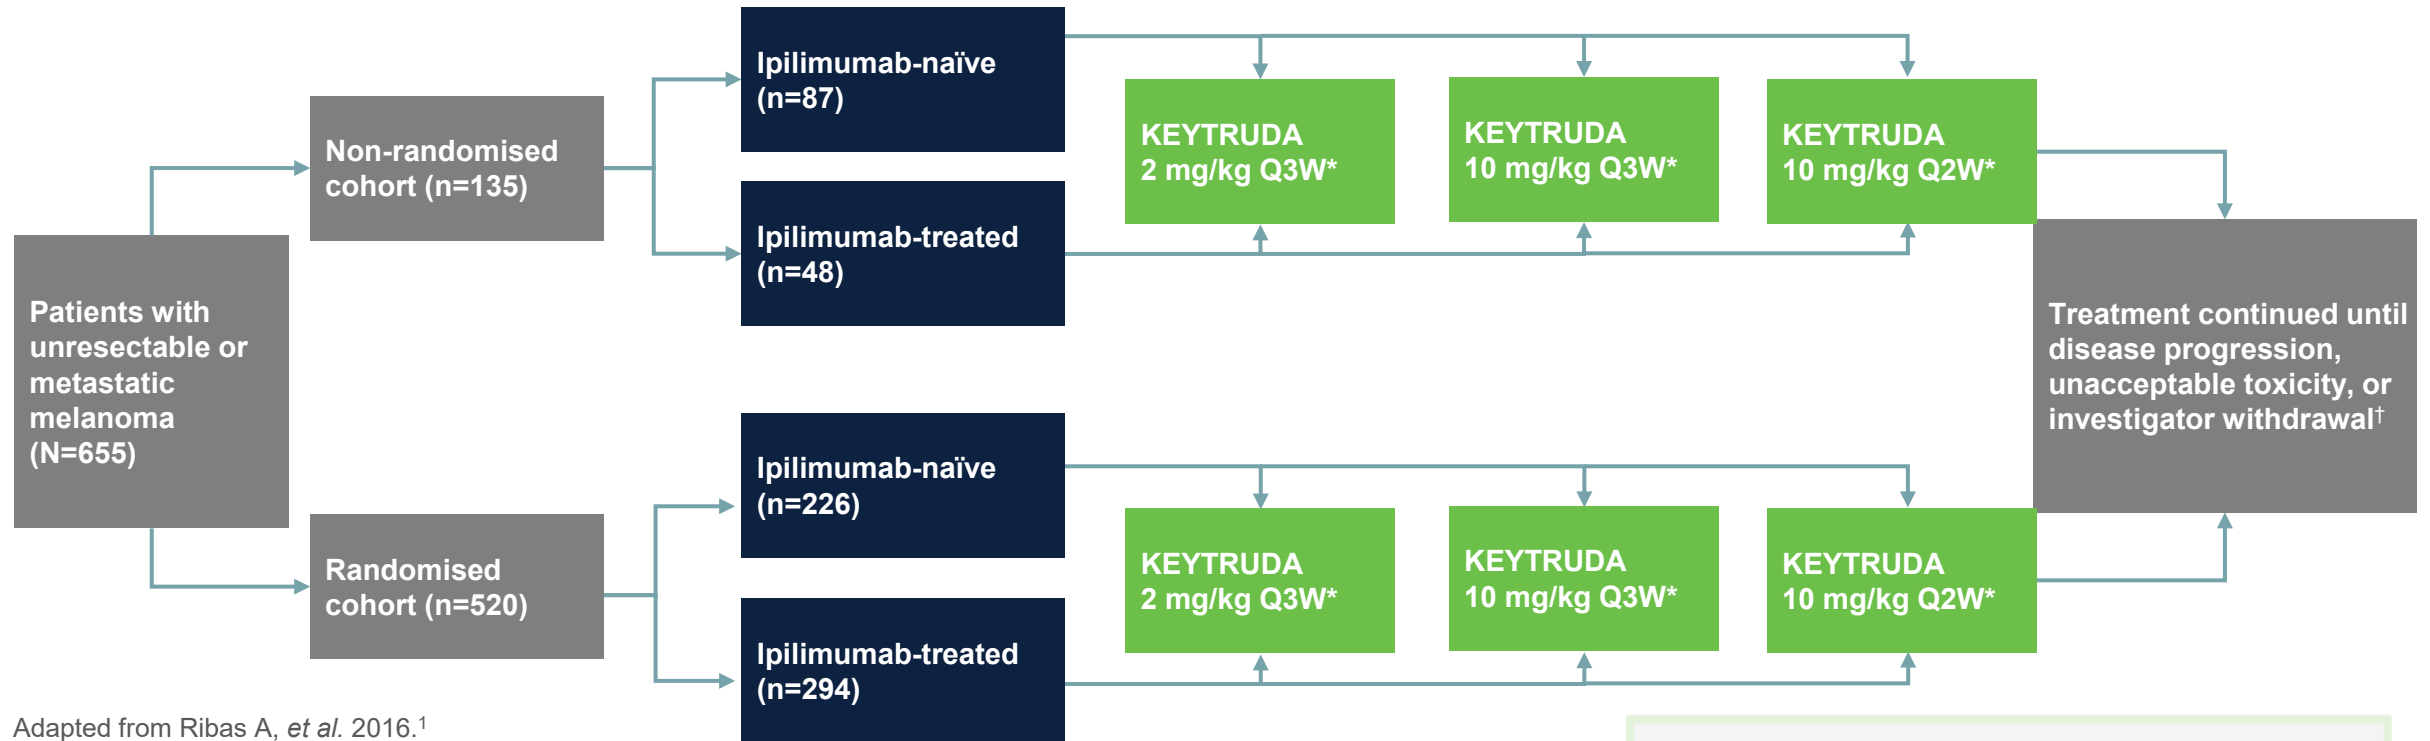 Patients with
unresectable or
metastatic
melanoma
(N=655)
Non-randomised
cohort (n=135)
Randomised
cohort (n=520)
Ipilimumab-naïve
(n=87)
Ipilimumab-treated
(n=48)
Ipilimumab-naïve
(n=226)
Ipilimumab-treated
(n=294)
KEYTRUDA
2 mg/kg Q3W*
KEYTRUDA
10 mg/kg Q3W*
KEYTRUDA
10 mg/kg Q2W*
KEYTRUDA
2 mg/kg Q3W*
KEYTRUDA
10 mg/kg Q3W*
KEYTRUDA
10 mg/kg Q2W*
Treatment continued until
disease progression,
unacceptable toxicity, or
investigator withdrawal†
Adapted from Ribas A, et al. 2016.1